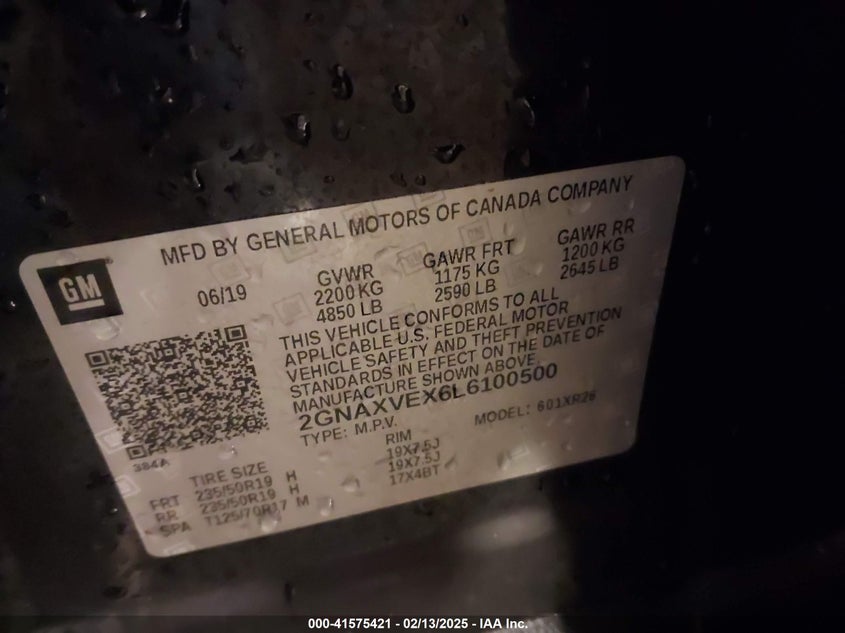 MFD BY GENERAL MOTORS OF CANADA COMPANY
GM
06/19
GVWR
2200 KG
4850 LB
GAWR FRT
1175 KG
2590 LB
GAWR RR
1200 KG
2645 LB
THIS VEHICLE CONFORMS TO ALL
APPLICABLE U.S. FEDERAL MOTOR
VEHICLE SAFETY AND THEFT PREVENTION
STANDARDS IN EFFECT ON THE DATE OF
MANUFACTURE SHOWN ABOVE.
2GNAXVEX6L6100500
TYPE: M.P.V.
MODEL: 601XR26
384A
TIRE SIZE
RIM
FRT 235/50R19 H 19X7.5J
RR 235/50R19 H 19X7.5J
SPA T125/70R17 M 17X4BT
000-41575421 - 02/13/2025 - IAA Inc.